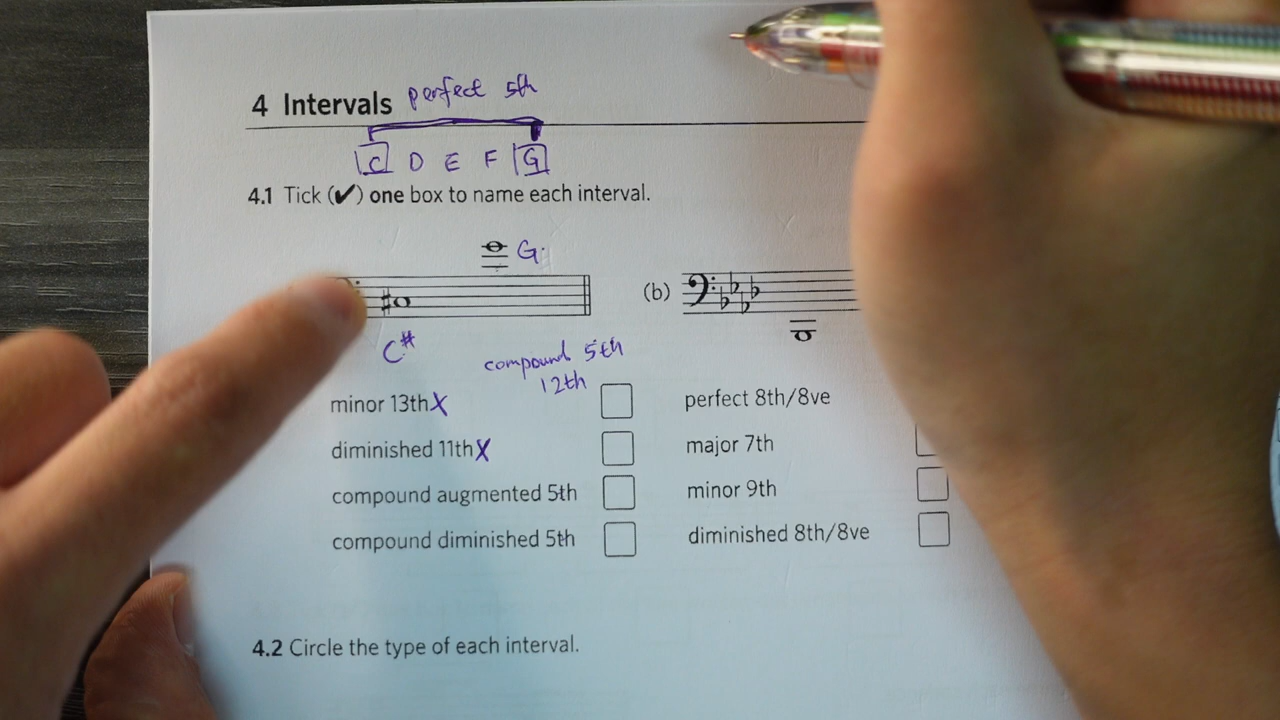 4 Intervals perfect 5th
C D E F G
4.1 Tick (✔) one box to name each interval.
G
(b)
C#
compound 5th
12th
minor 13th X
perfect 8th/8ve
diminished 11th X
major 7th
compound augmented 5th
minor 9th
compound diminished 5th
diminished 8th/8ve
4.2 Circle the type of each interval.